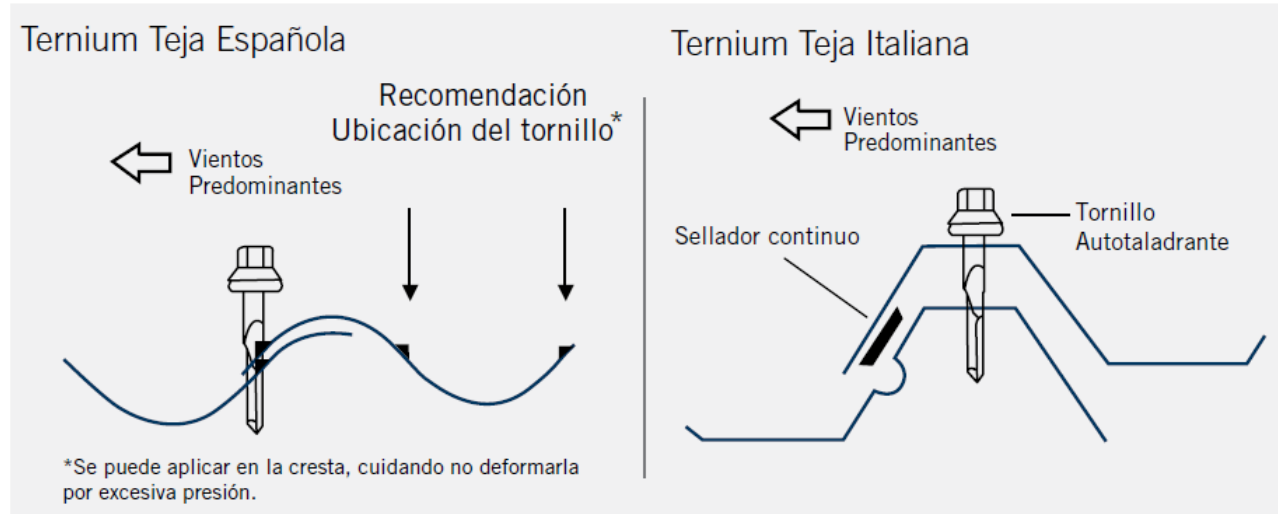 Ternium Teja Española
Recomendación
Ubicación del tornillo*
Vientos
Predominantes
*Se puede aplicar en la cresta, cuidando no deformarla
por excesiva presión.
Ternium Teja Italiana
Vientos
Predominantes
Sellador continuo
Tornillo
Autotaladrante